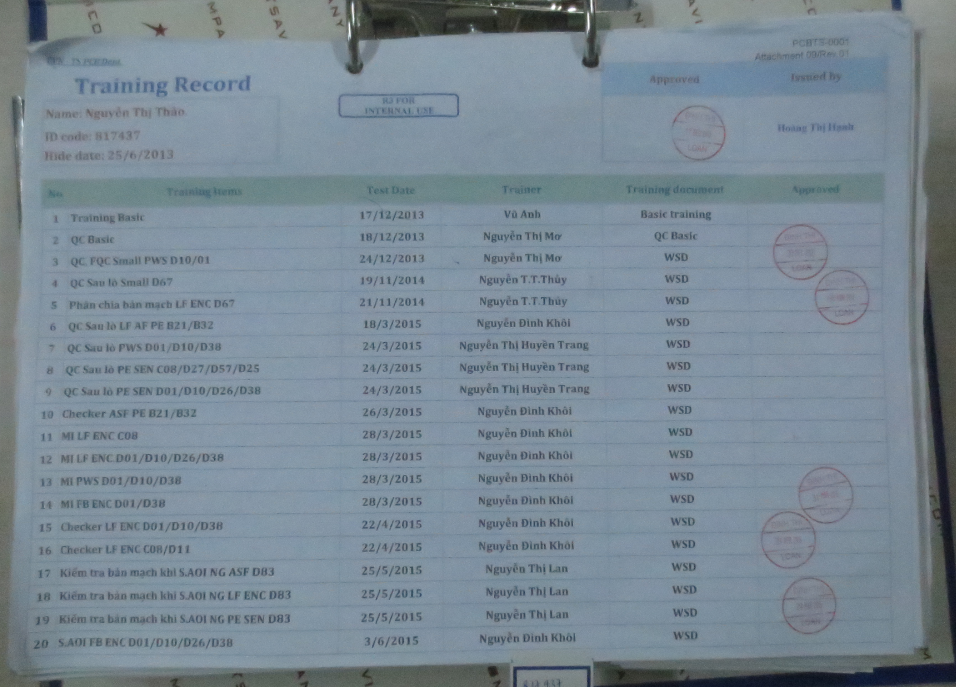 PCBTS-0001
Attachment 09/Rev 01
Training Record
B3 FOR
INTERNAL USE
Approved Issued by
Name: Nguyễn Thị Thảo
ID code: 817437
Hide date: 25/6/2013
Hoàng Thị Hạnh
No. Training Items Test Date Trainer Training document Approved
1 Training Basic 17/12/2013 Vũ Anh Basic training
2 QC Basic 18/12/2013 Nguyễn Thị Mơ QC Basic
3 QC, FQC Small PWS D10/01 24/12/2013 Nguyễn Thị Mơ WSD
4 QC Sau lò Small D67 19/11/2014 Nguyễn T.T.Thủy WSD
5 Phân chia bản mạch LF ENC D67 21/11/2014 Nguyễn T.T.Thủy WSD
6 QC Sau lò LF AF PE B21/B32 18/3/2015 Nguyễn Đình Khôi WSD
7 QC Sau lò PWS D01/D10/D38 24/3/2015 Nguyễn Thị Huyền Trang WSD
8 QC Sau lò PE SEN C08/D27/D57/D25 24/3/2015 Nguyễn Thị Huyền Trang WSD
9 QC Sau lò PE SEN D01/D10/D26/D38 24/3/2015 Nguyễn Thị Huyền Trang WSD
10 Checker ASF PE B21/B32 26/3/2015 Nguyễn Đình Khôi WSD
11 MI LF ENC C08 28/3/2015 Nguyễn Đình Khôi WSD
12 MI LF ENC D01/D10/D26/D38 28/3/2015 Nguyễn Đình Khôi WSD
13 MI PWS D01/D10/D38 28/3/2015 Nguyễn Đình Khôi WSD
14 MI FB ENC D01/D38 28/3/2015 Nguyễn Đình Khôi WSD
15 Checker LF ENC D01/D10/D38 22/4/2015 Nguyễn Đình Khôi WSD
16 Checker LF ENC C08/D11 22/4/2015 Nguyễn Đình Khôi WSD
17 Kiểm tra bản mạch khi S.AOI NG ASF D83 25/5/2015 Nguyễn Thị Lan WSD
18 Kiểm tra bản mạch khi S.AOI NG LF ENC D83 25/5/2015 Nguyễn Thị Lan WSD
19 Kiểm tra bản mạch khi S.AOI NG PE SEN D83 25/5/2015 Nguyễn Thị Lan WSD
20 S.AOI FB ENC D01/D10/D26/D38 3/6/2015 Nguyễn Đình Khôi WSD